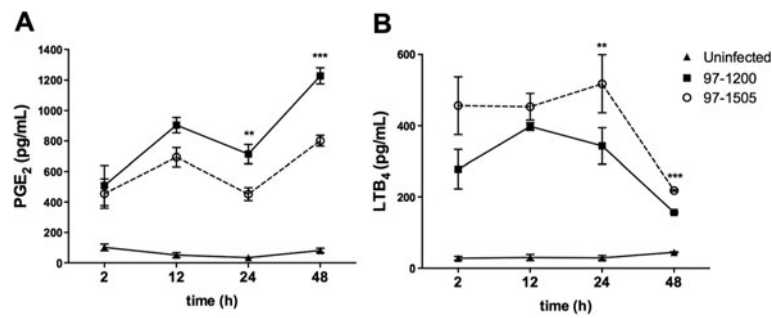 A
PGE2 (pg/mL)
1400
1200
1000
800
600
400
200
0
**
***
2 12 24 48
time (h)
B
LTB4 (pg/mL)
600
400
200
0
**
***
2 12 24 48
time (h)
Uninfected
97-1200
97-1505